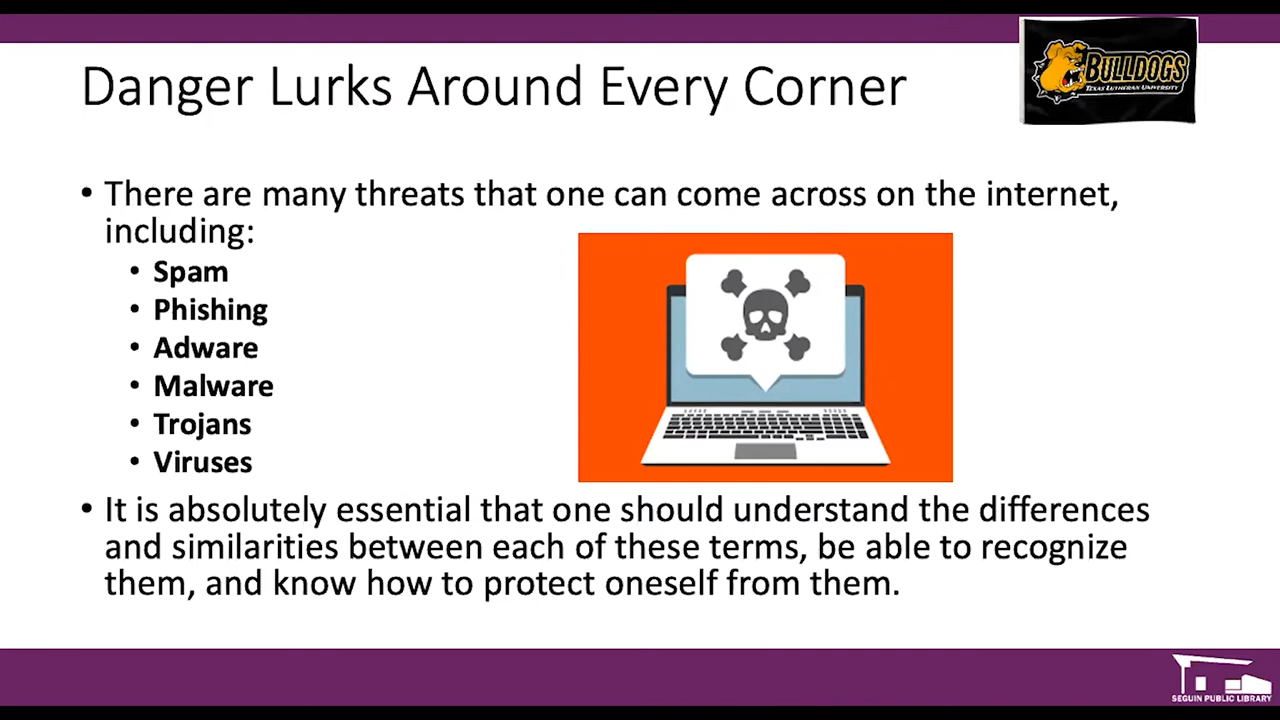 Danger Lurks Around Every Corner
BULLDOGS
TEXAS LUTHERAN UNIVERSITY
• There are many threats that one can come across on the internet,
including:
• Spam
• Phishing
• Adware
• Malware
• Trojans
• Viruses
• It is absolutely essential that one should understand the differences
and similarities between each of these terms, be able to recognize
them, and know how to protect oneself from them.
SEGUIN PUBLIC LIBRARY